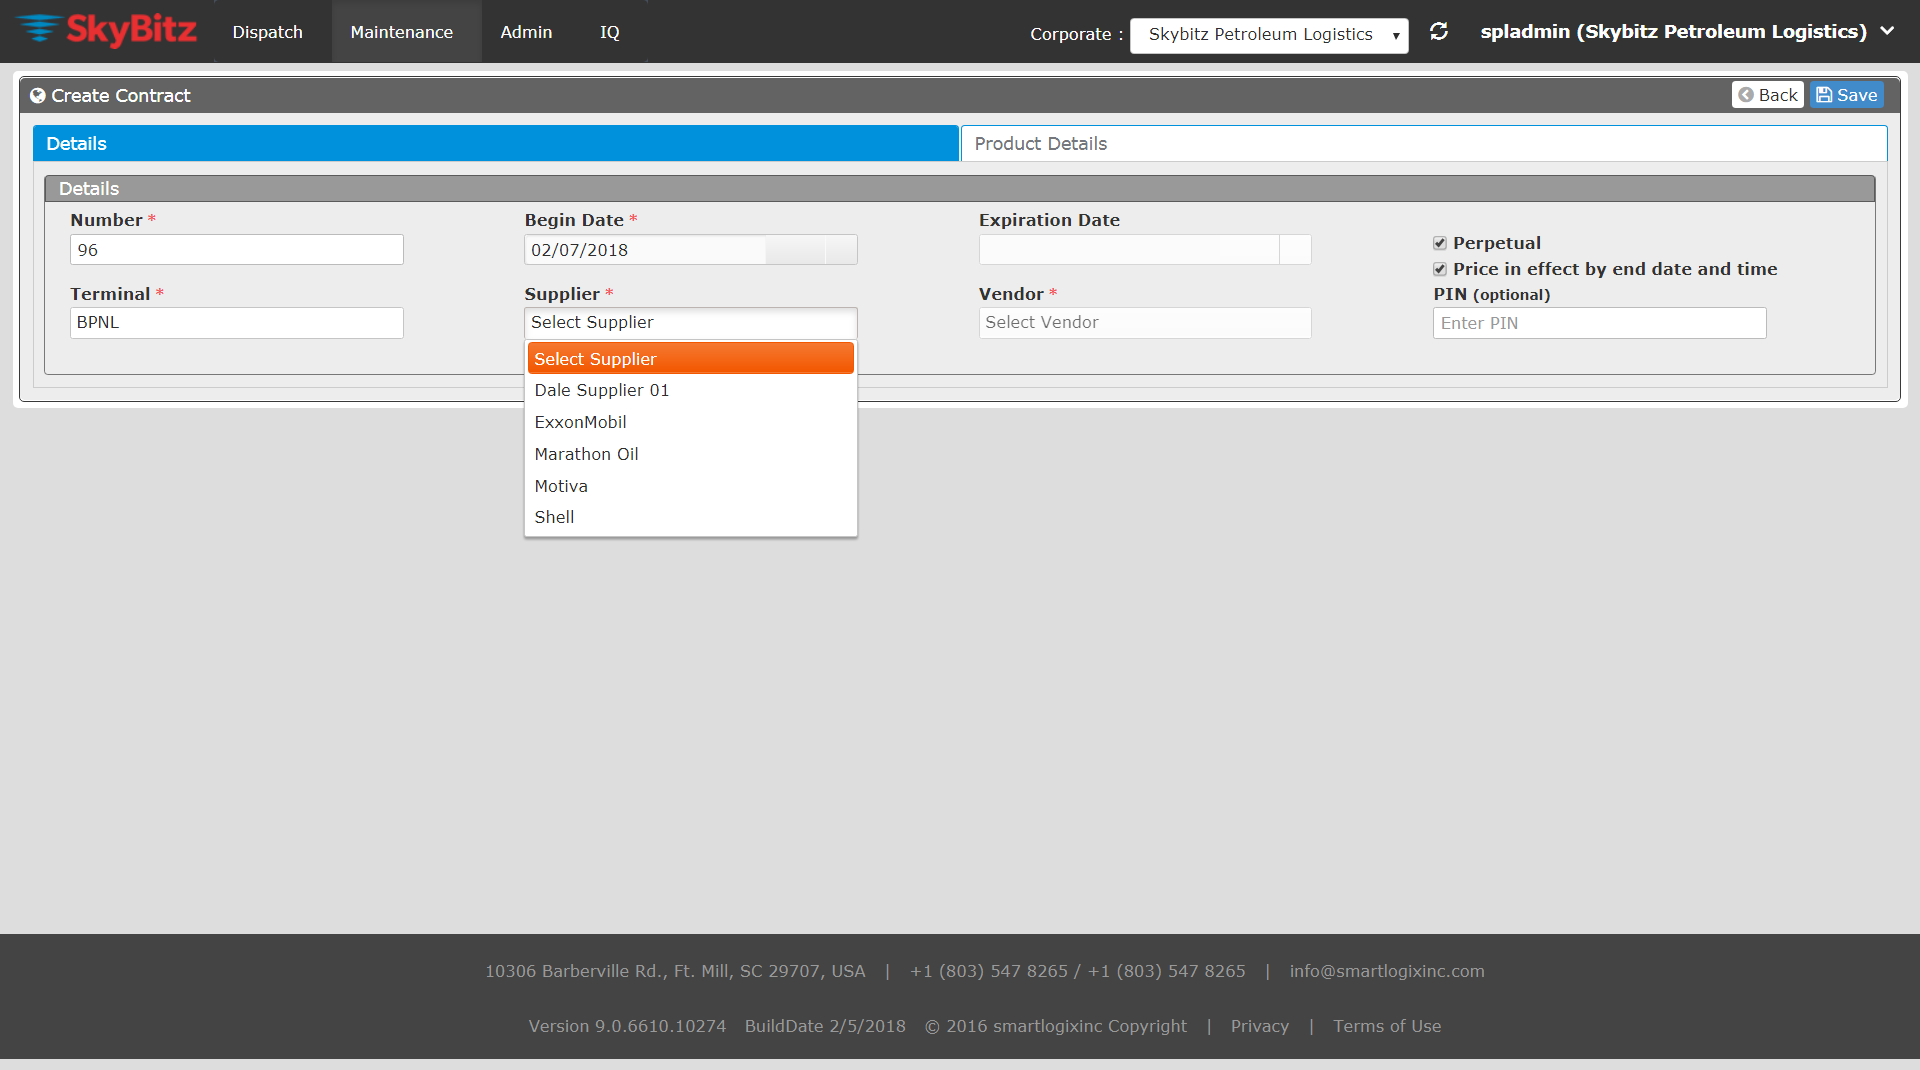 SkyBitz
Dispatch Maintenance Admin IQ Corporate : Skybitz Petroleum Logistics spladmin (Skybitz Petroleum Logistics)
Create Contract Back Save
Details Product Details
Details
Number * Begin Date * Expiration Date
96 02/07/2018 Perpetual
Price in effect by end date and time
Terminal * Supplier * Vendor * PIN (optional)
BPNL Select Supplier Select Vendor Enter PIN
Select Supplier
Dale Supplier 01
ExxonMobil
Marathon Oil
Motiva
Shell
10306 Barberville Rd., Ft. Mill, SC 29707, USA | +1 (803) 547 8265 / +1 (803) 547 8265 | info@smartlogixinc.com
Version 9.0.6610.10274 BuildDate 2/5/2018 © 2016 smartlogixinc Copyright | Privacy | Terms of Use